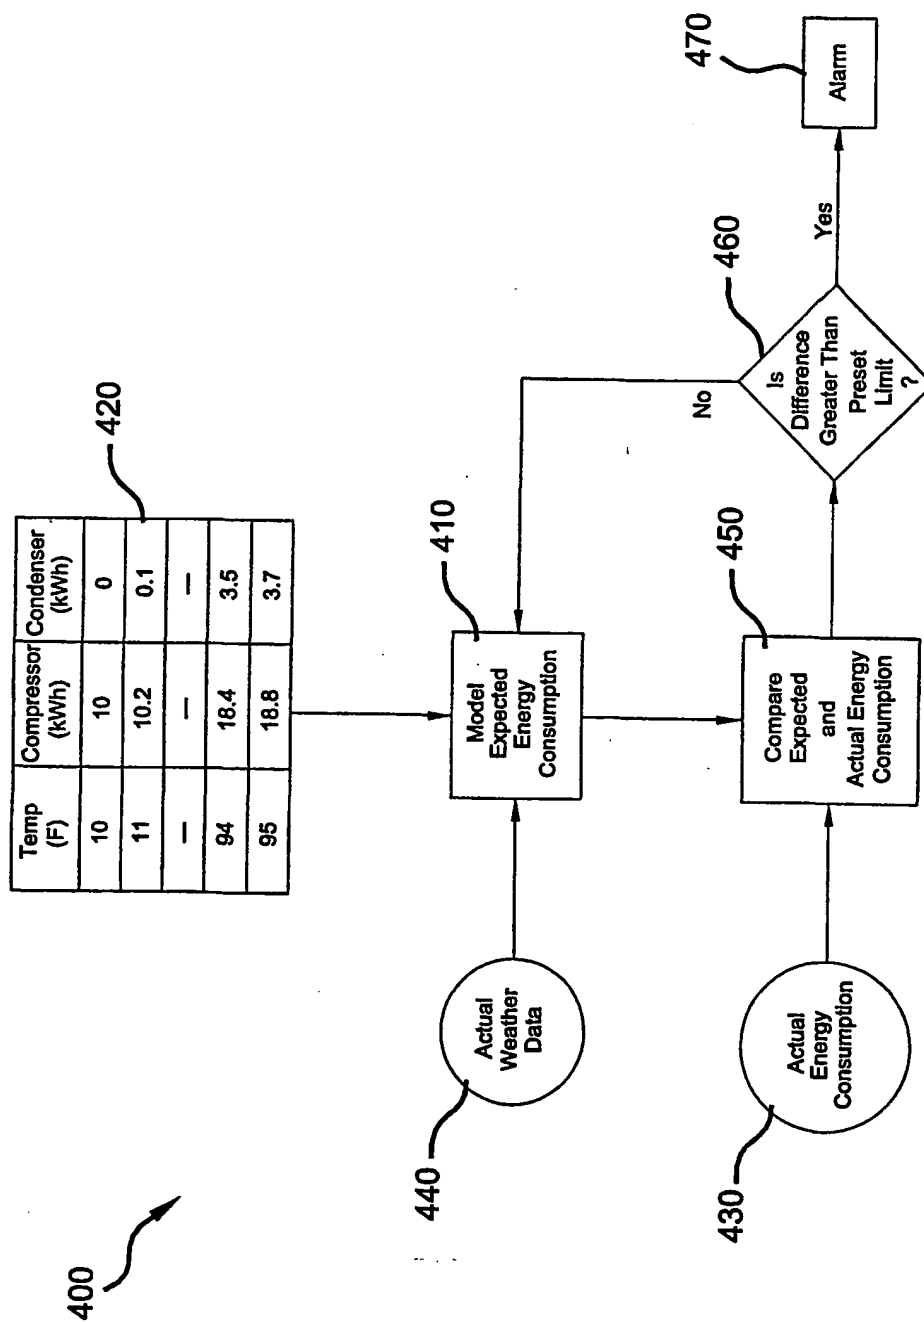 400
Temp (F) Compressor (kWh) Condenser (kWh)
10 10 0
11 10.2 0.1
— — —
94 18.4 3.5
95 18.8 3.7
420
440
Actual
Weather
Data
410
Model
Expected
Energy
Consumption
No
430
Actual
Energy
Consumption
450
Compare
Expected
and
Actual Energy
Consumption
460
Is
Difference
Greater Than
Preset
Limit
?
Yes
470
Alarm